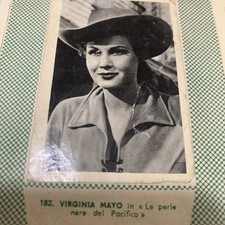 182. VIRGINIA MAYO in « Le perle
nere del Pacifico »